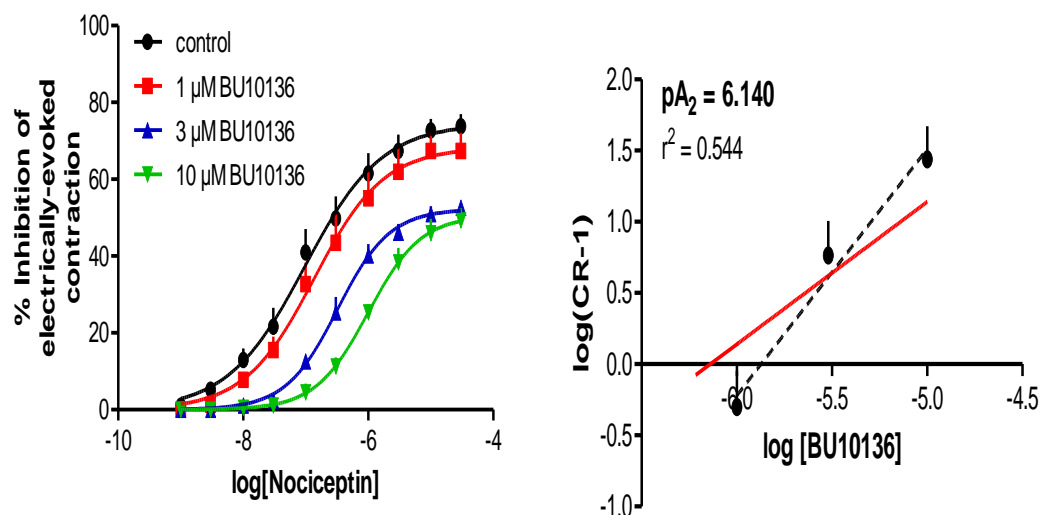 % Inhibition of
electrically-evoked
contraction
100
80
60
40
20
0
-10
-8
-6
-4
log[Nociceptin]
control
1 µM BU10136
3 µM BU10136
10 µM BU10136
log(CR-1)
2.0
1.5
1.0
0.5
0.0
-0.5
-1.0
pA2 = 6.140
r² = 0.544
-6.0
-5.5
-5.0
-4.5
log [BU10136]